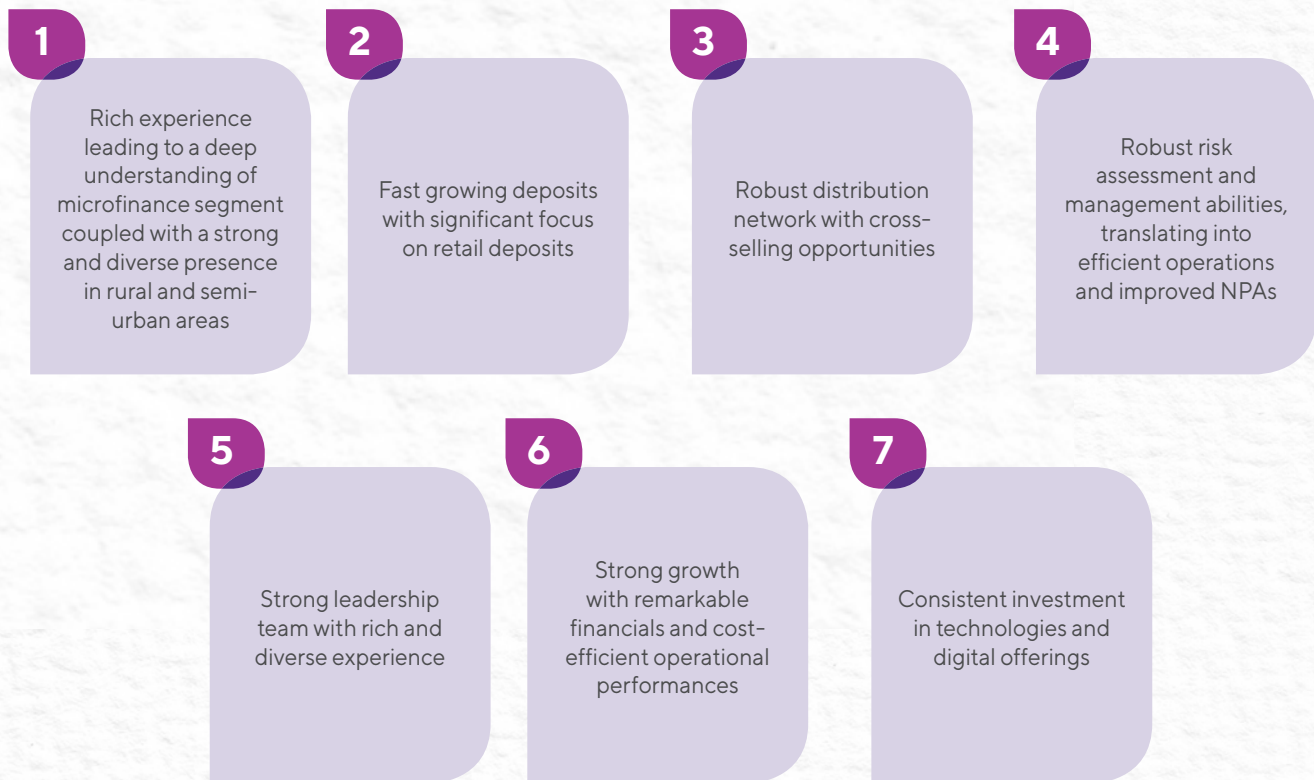 1
Rich experience
leading to a deep
understanding of
microfinance segment
coupled with a strong
and diverse presence
in rural and semi-
urban areas
2
Fast growing deposits
with significant focus
on retail deposits
3
Robust distribution
network with cross-
selling opportunities
4
Robust risk
assessment and
management abilities,
translating into
efficient operations
and improved NPAs
5
Strong leadership
team with rich and
diverse experience
6
Strong growth
with remarkable
financials and cost-
efficient operational
performances
7
Consistent investment
in technologies and
digital offerings